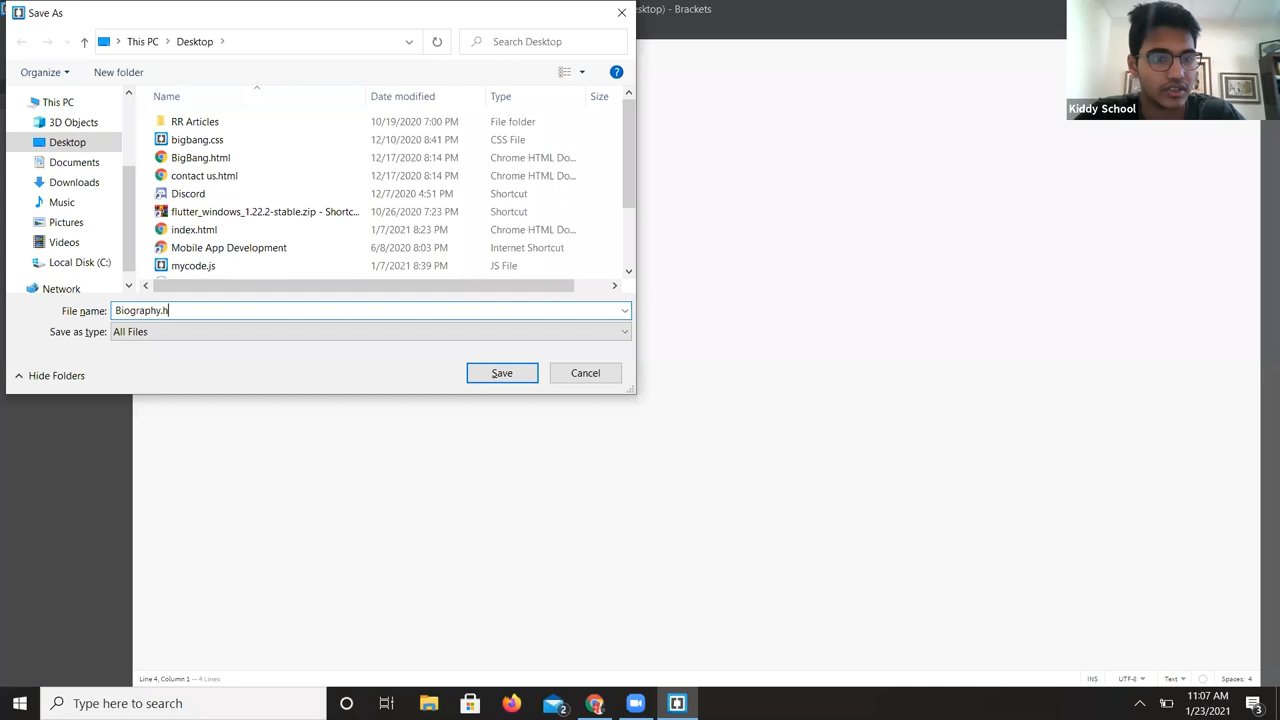 Save As
esktop) - Brackets
This PC
Desktop
Search Desktop
Organize
New folder
Name
Date modified
Type
Size
This PC
3D Objects
Desktop
Documents
Downloads
Music
Pictures
Videos
Local Disk (C:)
Network
RR Articles 10/19/2020 7:00 PM File folder
bigbang.css 12/10/2020 8:41 PM CSS File
BigBang.html 12/17/2020 8:14 PM Chrome HTML Do...
contact us.html 12/17/2020 8:14 PM Chrome HTML Do...
Discord 12/7/2020 4:51 PM Shortcut
flutter_windows_1.22.2-stable.zip - Shortc... 10/26/2020 7:23 PM Shortcut
index.html 1/7/2021 8:23 PM Chrome HTML Do...
Mobile App Development 6/8/2020 8:03 PM Internet Shortcut
mycode.js 1/7/2021 8:39 PM JS File
File name: Biography.h
Save as type: All Files
Hide Folders
Save
Cancel
Kiddy School
Line 4, Column 1 — 4 Lines
INS UTF-8 Text Spaces: 4
Type here to search
2
11:07 AM
1/23/2021
3